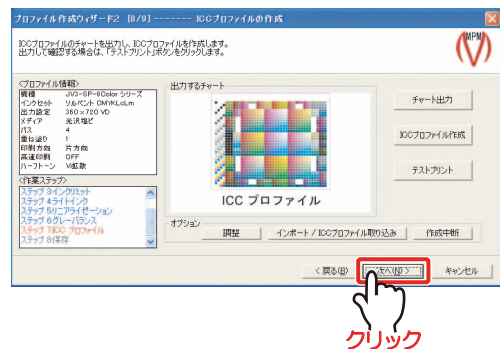 プロファイル作成ウィザード2 [8/9] ------- ICCプロファイルの作成
ICCプロファイルのチャートを出力し、ICCプロファイルを作成します。
出力して確認する場合は、「テストプリント」ボタンをクリックします。
MPM
<プロファイル情報>
機種 JV3-SP-8Color シリーズ
インクセット ソルベント CMYKLcLm
出力設定 360×720 VD
メディア 光沢塩ビ
パス 4
重ね塗り 1
印刷方向 片方向
高速印刷 OFF
ハーフトーン V拡散
<作業ステップ>
ステップ 3:インクリミット
ステップ 4:ライトインク
ステップ 5:リニアライゼーション
ステップ 6:グレーバランス
ステップ 7:ICC プロファイル
ステップ 8:保存
出力するチャート
ICC プロファイル
チャート出力
ICCプロファイル作成
テストプリント
オプション
調整
インポート / ICCプロファイル取り込み
作成中断
< 戻る(B)
次へ(N) >
キャンセル
クリック